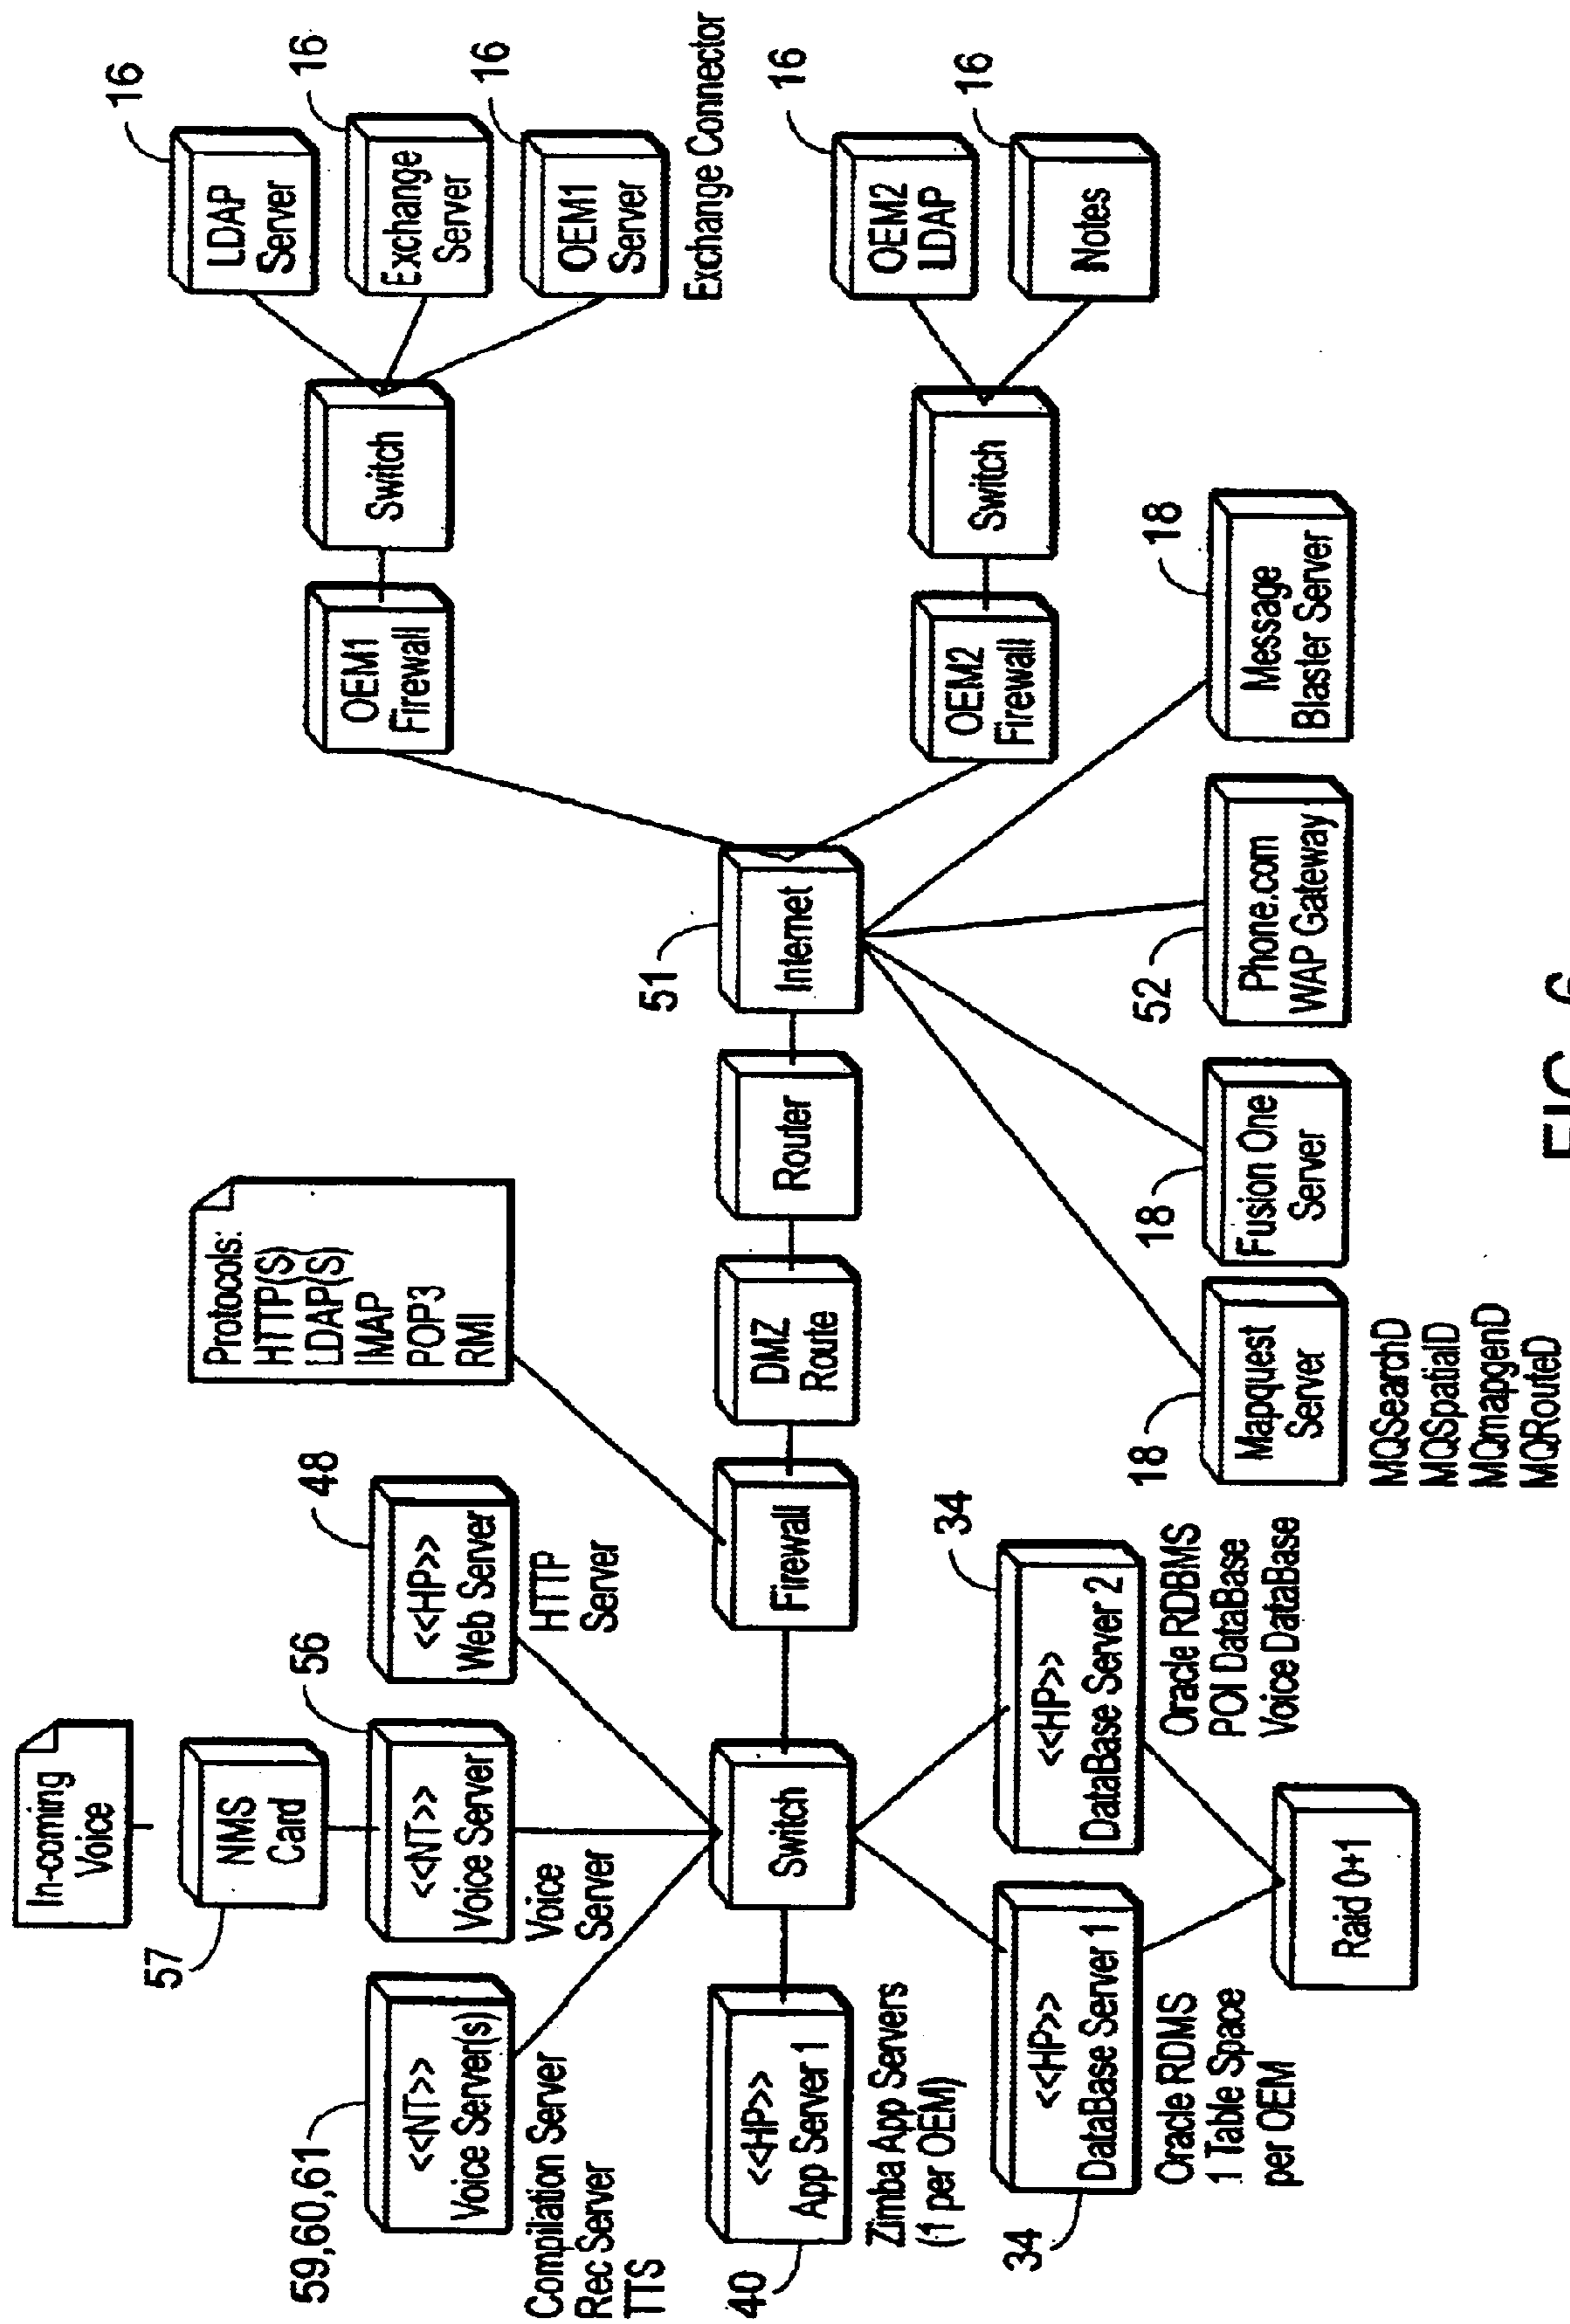 In-coming
Voice
57
NMS
Card
59,60,61
<<NT>>
Voice Server(s)
Compilation Server
Rec Server
TTS
56
<<NT>>
Voice Server
Voice
Server
48
<<HP>>
Web Server
HTTP
Server
Protocols:
HTTP(S)
LDAP(S)
IMAP
POP3
RMI
40
<<HP>>
App Server 1
Zimba App Servers
(1 per OEM)
Switch
Firewall
DMZ
Route
Router
51
Internet
34
<<HP>>
DataBase Server 1
Oracle RDMS
1 Table Space
per OEM
34
<<HP>>
DataBase Server 2
Oracle RDBMS
POI DataBase
Voice DataBase
Raid 0+1
OEM1
Firewall
Switch
16
LDAP
Server
16
Exchange
Server
16
OEM1
Server
Exchange Connector
OEM2
Firewall
Switch
16
OEM2
LDAP
16
Notes
18
Mapquest
Server
MQSearchD
MQSpatialD
MQmapgenD
MQRouteD
18
Fusion One
Server
52
Phone.com
WAP Gateway
18
Message
Blaster Server